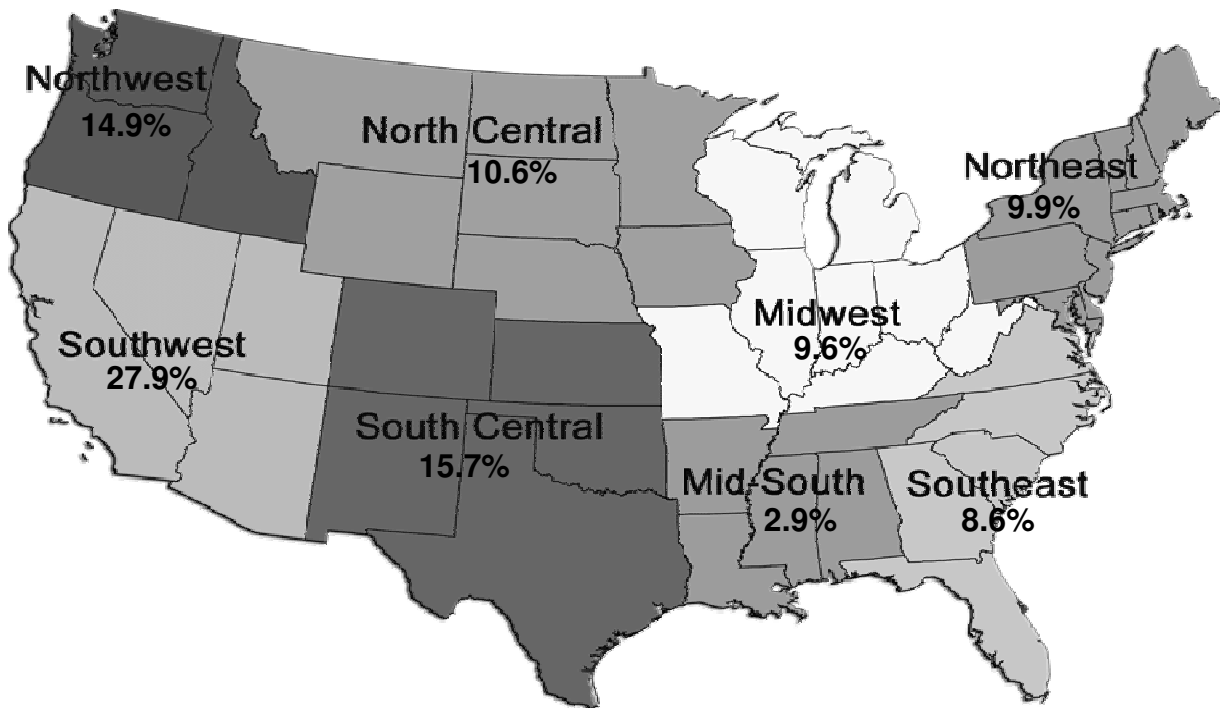 Northwest
14.9%
North Central
10.6%
Northeast
9.9%
Midwest
9.6%
Southwest
27.9%
South Central
15.7%
Mid-South
2.9%
Southeast
8.6%